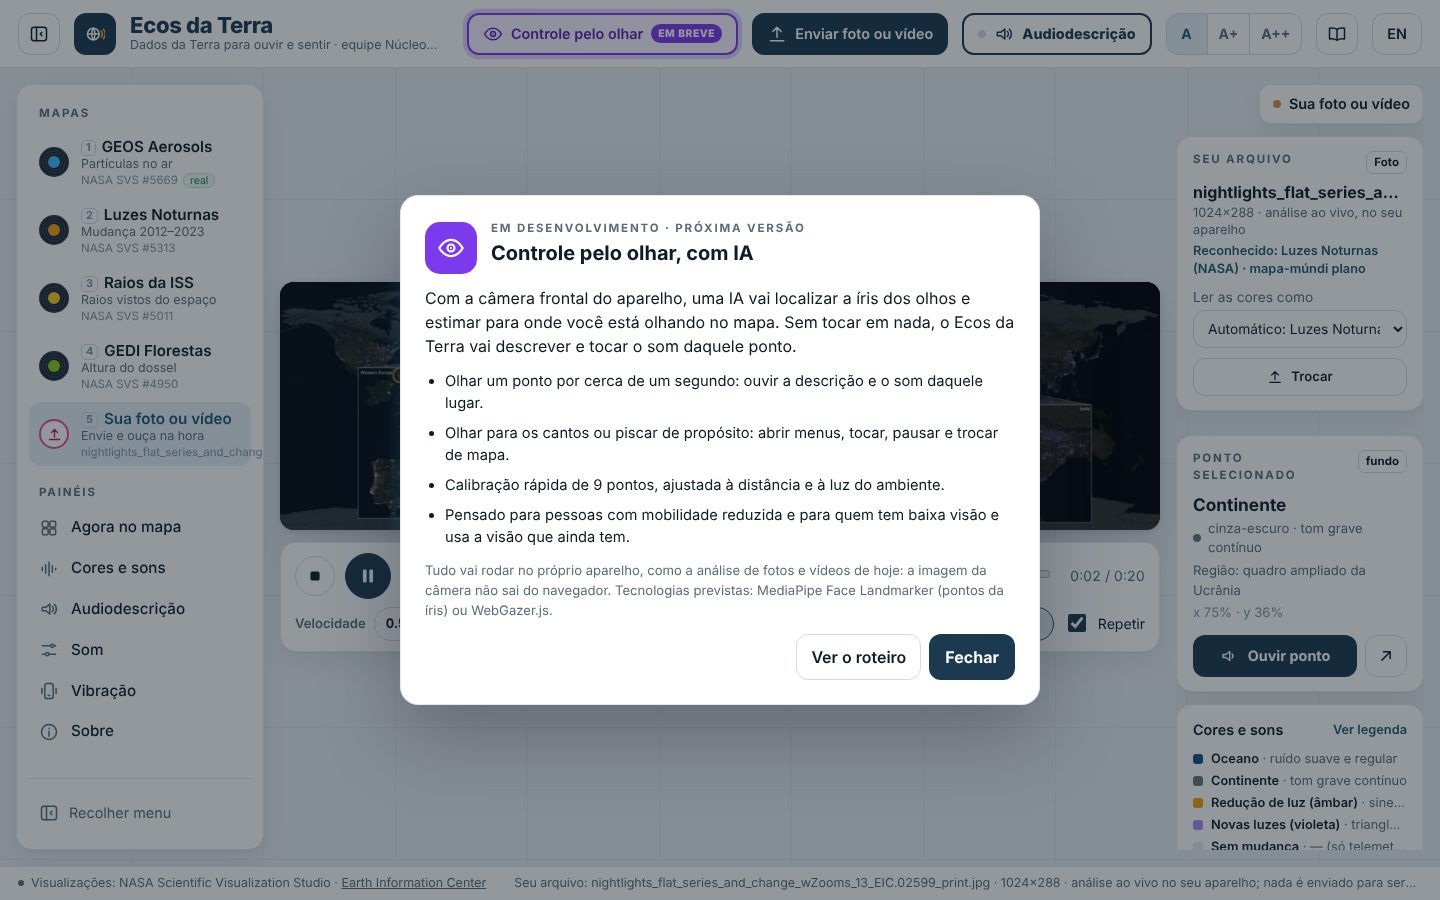 Ecos da Terra
Dados da Terra para ouvir e sentir · equipe Núcleo...
Controle pelo olhar EM BREVE
Enviar foto ou vídeo
Audiodescrição
A A+ A++
EN
MAPAS
1 GEOS Aerosols
Partículas no ar
NASA SVS #5669 real
2 Luzes Noturnas
Mudança 2012–2023
NASA SVS #5313
3 Raios da ISS
Raios vistos do espaço
NASA SVS #5011
4 GEDI Florestas
Altura do dossel
NASA SVS #4950
5 Sua foto ou vídeo
Envie e ouça na hora
nightlights_flat_series_and_chang
PAINÉIS
Agora no mapa
Cores e sons
Audiodescrição
Som
Vibração
Sobre
Recolher menu
EM DESENVOLVIMENTO · PRÓXIMA VERSÃO
Controle pelo olhar, com IA
Com a câmera frontal do aparelho, uma IA vai localizar a íris dos olhos e
estimar para onde você está olhando no mapa. Sem tocar em nada, o Ecos da
Terra vai descrever e tocar o som daquele ponto.
• Olhar um ponto por cerca de um segundo: ouvir a descrição e o som daquele
lugar.
• Olhar para os cantos ou piscar de propósito: abrir menus, tocar, pausar e trocar
de mapa.
• Calibração rápida de 9 pontos, ajustada à distância e à luz do ambiente.
• Pensado para pessoas com mobilidade reduzida e para quem tem baixa visão e
usa a visão que ainda tem.
Tudo vai rodar no próprio aparelho, como a análise de fotos e vídeos de hoje: a imagem da
câmera não sai do navegador. Tecnologias previstas: MediaPipe Face Landmarker (pontos da
íris) ou WebGazer.js.
Ver o roteiro
Fechar
0:02 / 0:20
Velocidade
Repetir
Sua foto ou vídeo
SEU ARQUIVO
Foto
nightlights_flat_series_a...
1024×288 · análise ao vivo, no seu
aparelho
Reconhecido: Luzes Noturnas
(NASA) · mapa-múndi plano
Ler as cores como
Automático: Luzes Noturna
Trocar
PONTO
SELECIONADO
fundo
Continente
cinza-escuro · tom grave
contínuo
Região: quadro ampliado da
Ucrânia
x 75% · y 36%
Ouvir ponto
Cores e sons
Ver legenda
Oceano · ruído suave e regular
Continente · tom grave contínuo
Redução de luz (âmbar) · sine...
Novas luzes (violeta) · triangl...
Sem mudança · — (só telemet...
Visualizações: NASA Scientific Visualization Studio · Earth Information Center
Seu arquivo: nightlights_flat_series_and_change_wZooms_13_EIC.02599_print.jpg · 1024×288 · análise ao vivo no seu aparelho; nada é enviado para ser...